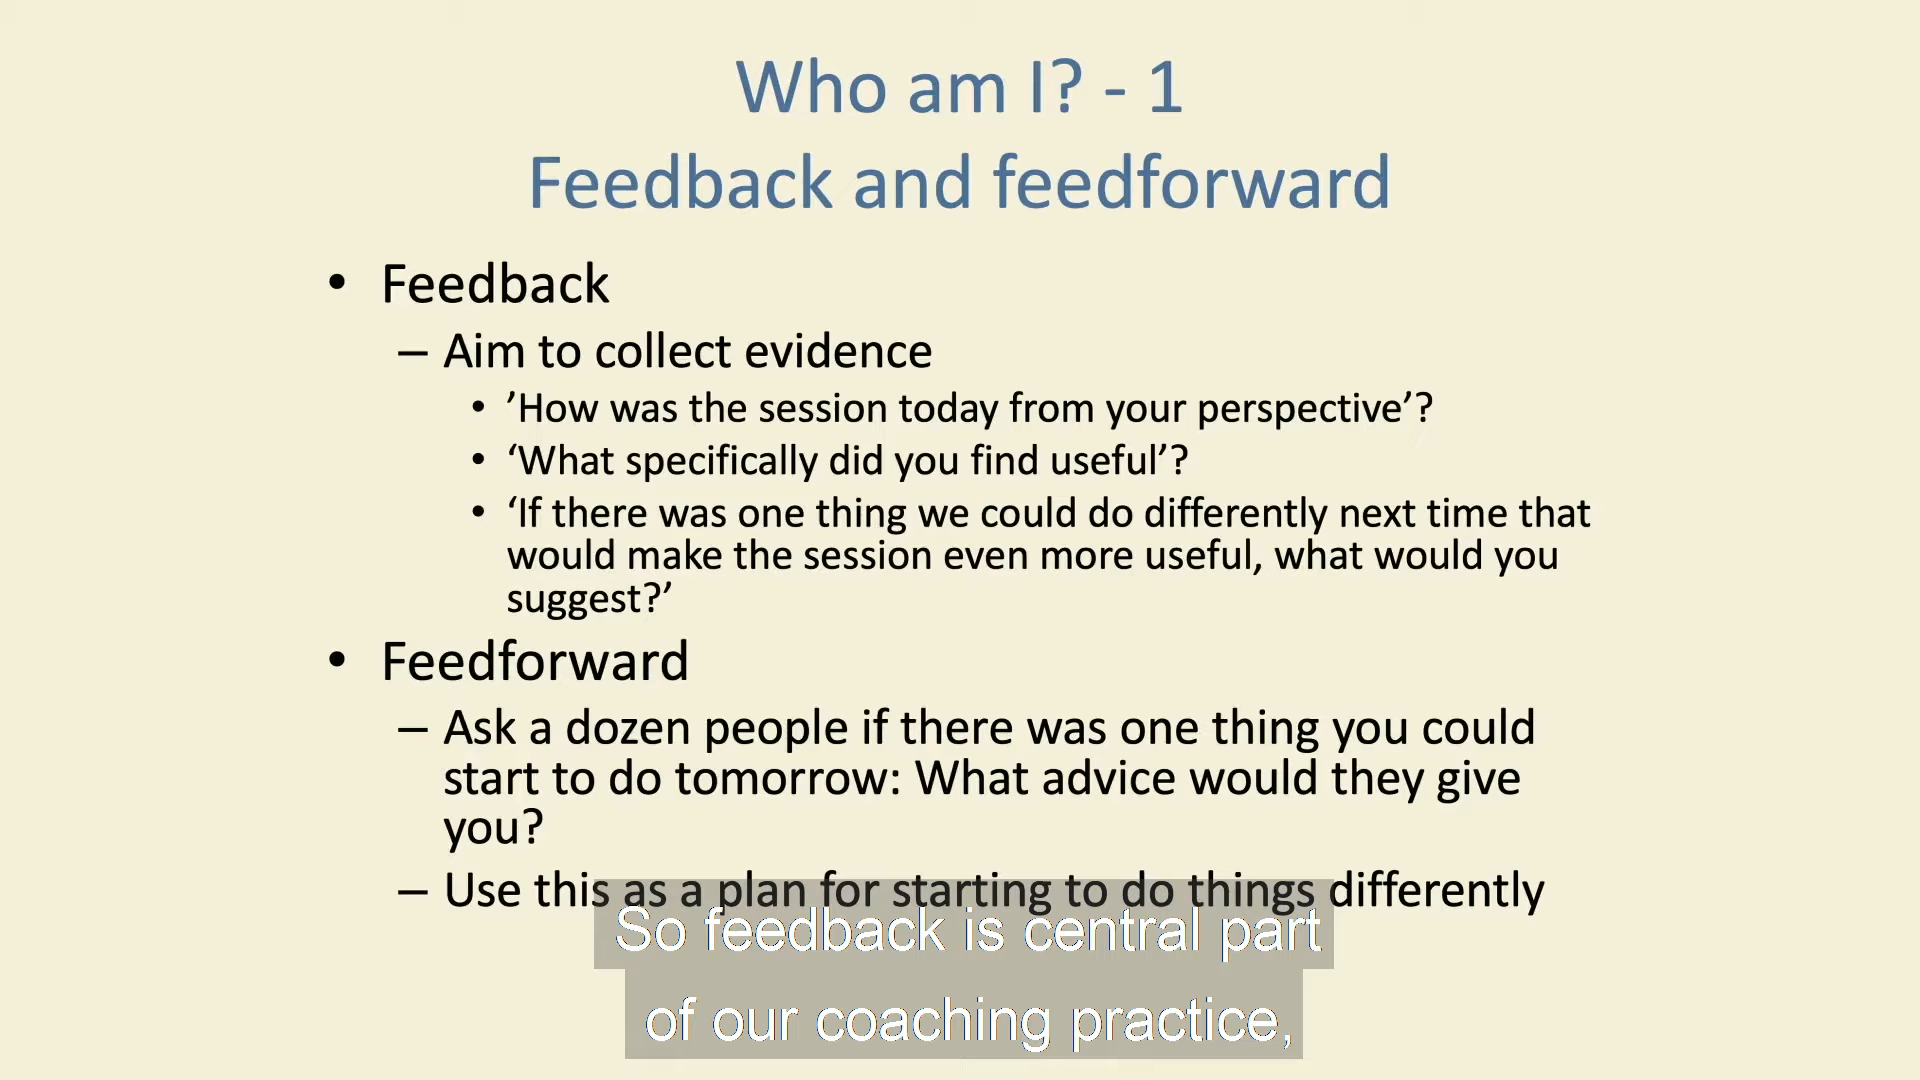 Who am I? - 1
Feedback and feedforward
• Feedback
– Aim to collect evidence
• ’How was the session today from your perspective’?
• ‘What specifically did you find useful’?
• ‘If there was one thing we could do differently next time that
would make the session even more useful, what would you
suggest?’
• Feedforward
– Ask a dozen people if there was one thing you could
start to do tomorrow: What advice would they give
you?
– Use this as a plan for starting to do things differently
So feedback is central part
of our coaching practice,